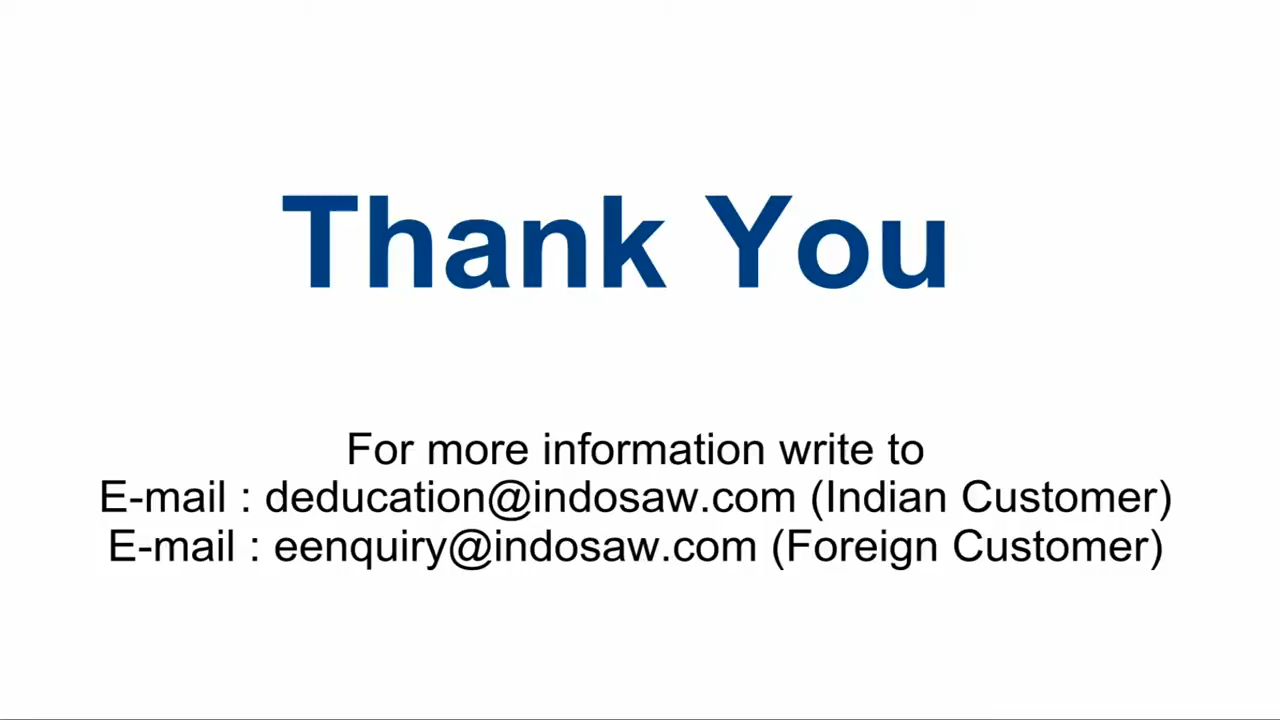 Thank You
For more information write to
E-mail : deducation@indosaw.com (Indian Customer)
E-mail : eenquiry@indosaw.com (Foreign Customer)